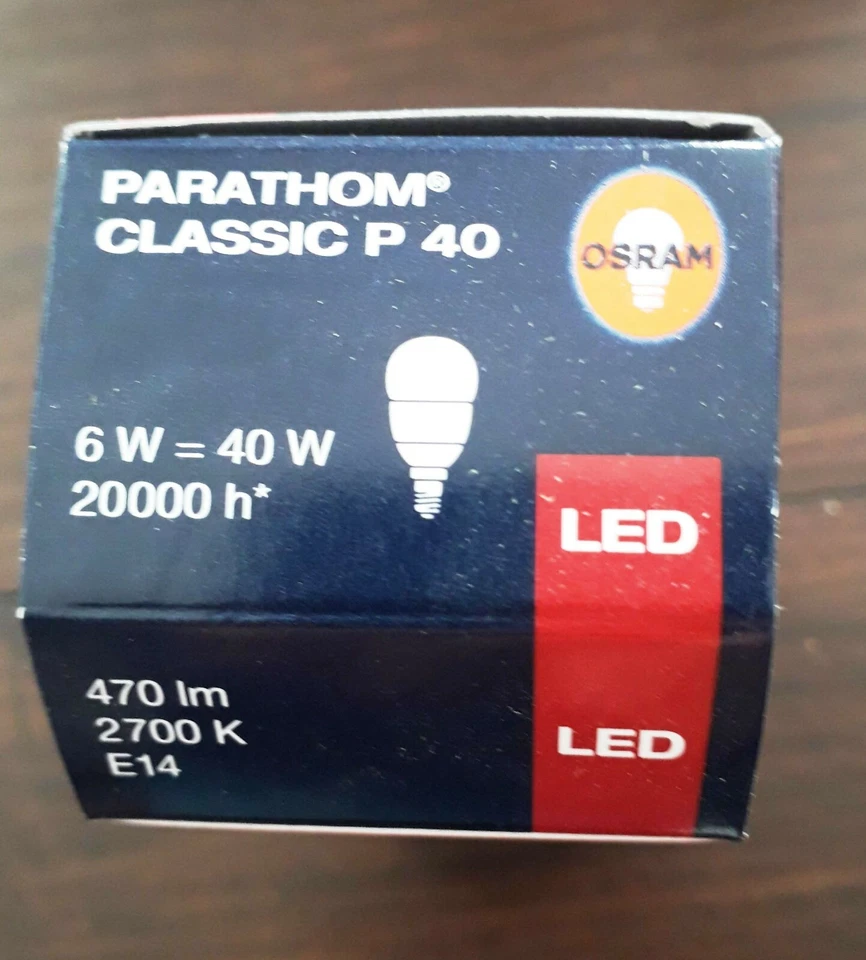 PARATHOM®
CLASSIC P 40
OSRAM
6 W = 40 W
20000 h*
LED
470 lm
2700 K
E14
LED